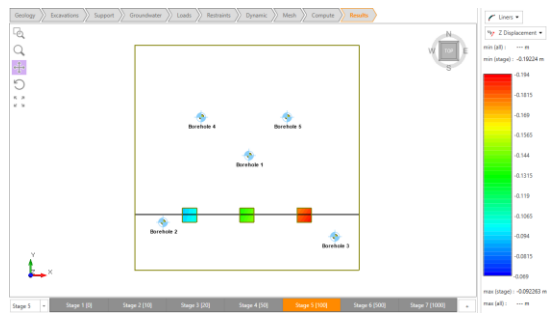 Geology Excavations Support Groundwater Loads Restraints Dynamic Mesh Compute Results
Liners
Z Displacement
min (all) : --- m
min (stage) : -0.19224 m
N
W TOP E
S
-0.194
-0.1815
-0.169
-0.1565
-0.144
-0.1315
-0.119
-0.1065
-0.094
-0.0815
-0.069
Borehole 4
Borehole 5
Borehole 1
Borehole 2
Borehole 3
Y
X
max (stage) : -0.092263 m
max (all) : --- m
Stage 5 Stage 1 [0] Stage 2 [10] Stage 3 [20] Stage 4 [50] Stage 5 [100] Stage 6 [500] Stage 7 [1000]